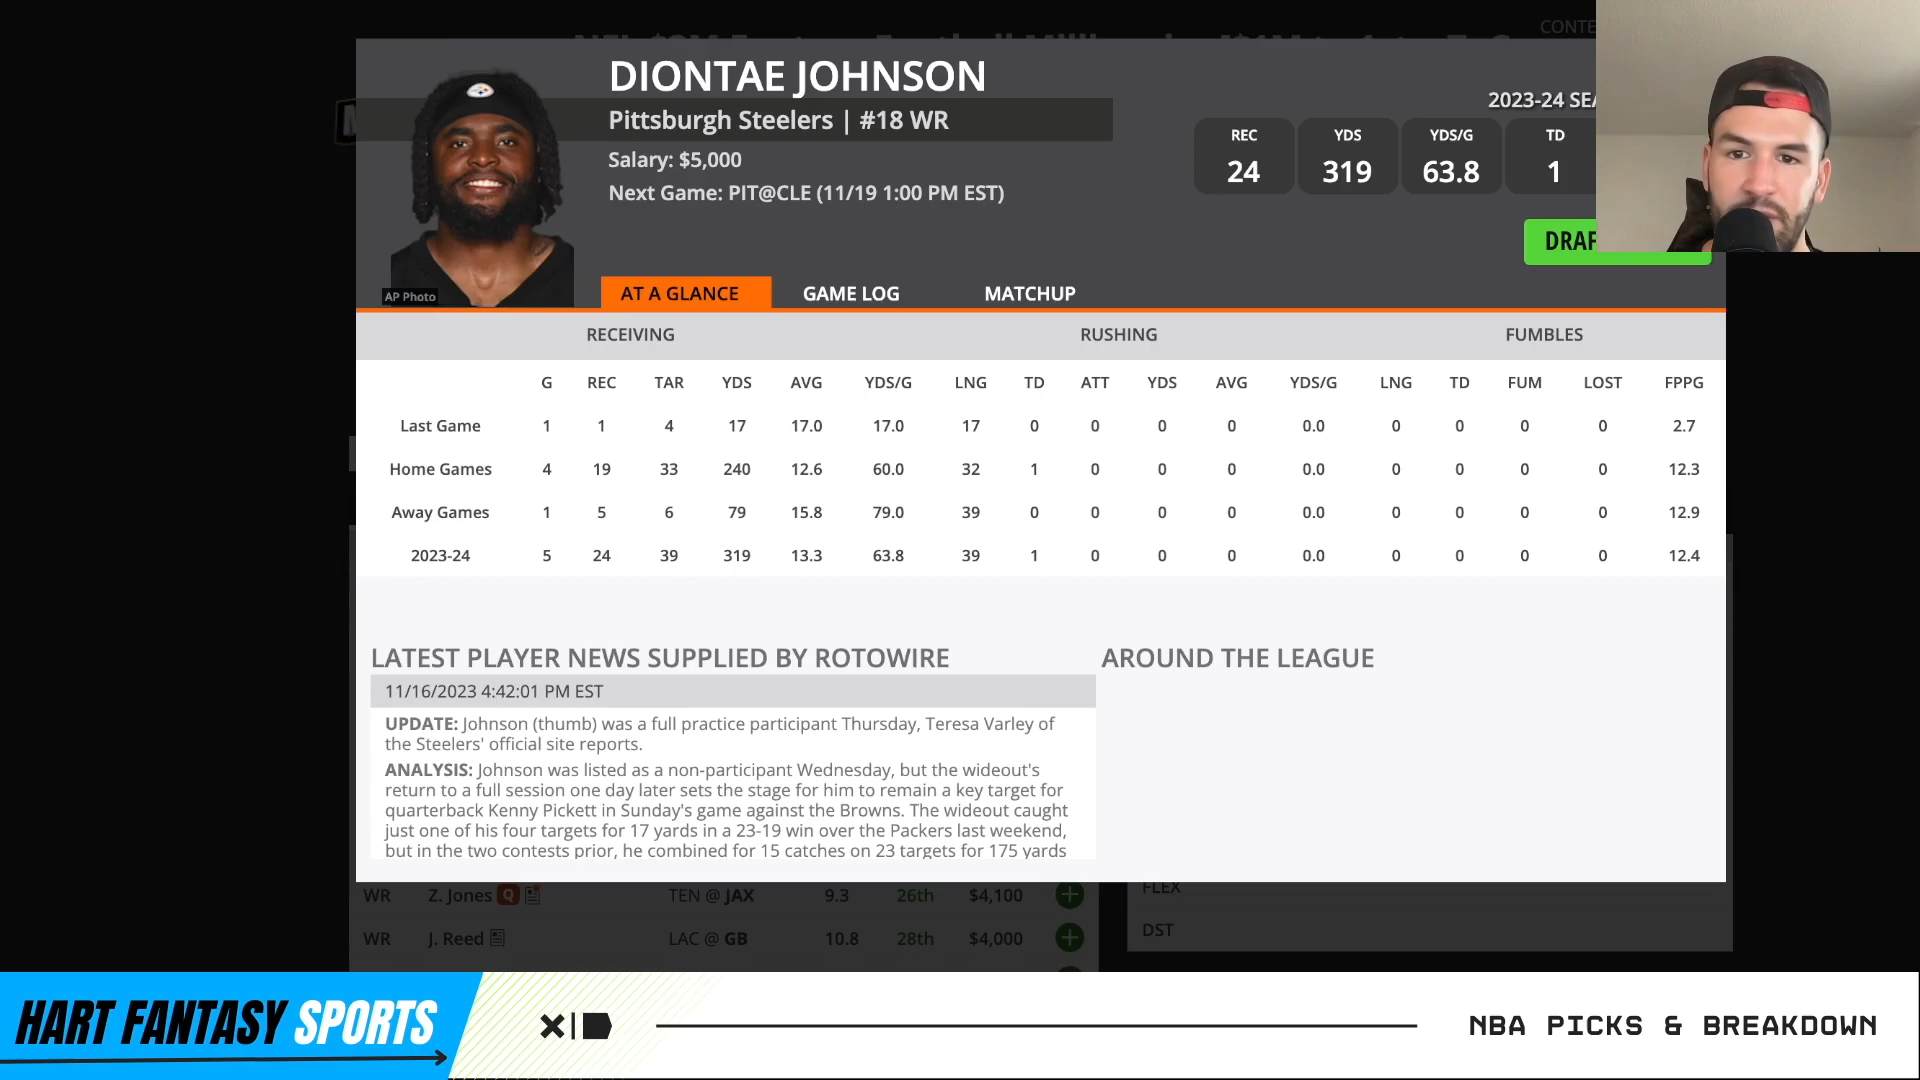 CONTE
DIONTAE JOHNSON
Pittsburgh Steelers | #18 WR
Salary: $5,000
Next Game: PIT@CLE (11/19 1:00 PM EST)
2023-24 SEA
REC YDS YDS/G TD
24 319 63.8 1
DRAF
AP Photo
AT A GLANCE GAME LOG MATCHUP
RECEIVING RUSHING FUMBLES
G REC TAR YDS AVG YDS/G LNG TD ATT YDS AVG YDS/G LNG TD FUM LOST FPPG
Last Game 1 1 4 17 17.0 17.0 17 0 0 0 0 0.0 0 0 0 0 2.7
Home Games 4 19 33 240 12.6 60.0 32 1 0 0 0 0.0 0 0 0 0 12.3
Away Games 1 5 6 79 15.8 79.0 39 0 0 0 0 0.0 0 0 0 0 12.9
2023-24 5 24 39 319 13.3 63.8 39 1 0 0 0 0.0 0 0 0 0 12.4
LATEST PLAYER NEWS SUPPLIED BY ROTOWIRE
AROUND THE LEAGUE
11/16/2023 4:42:01 PM EST
UPDATE: Johnson (thumb) was a full practice participant Thursday, Teresa Varley of
the Steelers' official site reports.
ANALYSIS: Johnson was listed as a non-participant Wednesday, but the wideout's
return to a full session one day later sets the stage for him to remain a key target for
quarterback Kenny Pickett in Sunday's game against the Browns. The wideout caught
just one of his four targets for 17 yards in a 23-19 win over the Packers last weekend,
but in the two contests prior, he combined for 15 catches on 23 targets for 175 yards
WR Z. Jones Q TEN @ JAX 9.3 26th $4,100
WR J. Reed LAC @ GB 10.8 28th $4,000
FLEX
DST
HART FANTASY SPORTS
NBA PICKS & BREAKDOWN